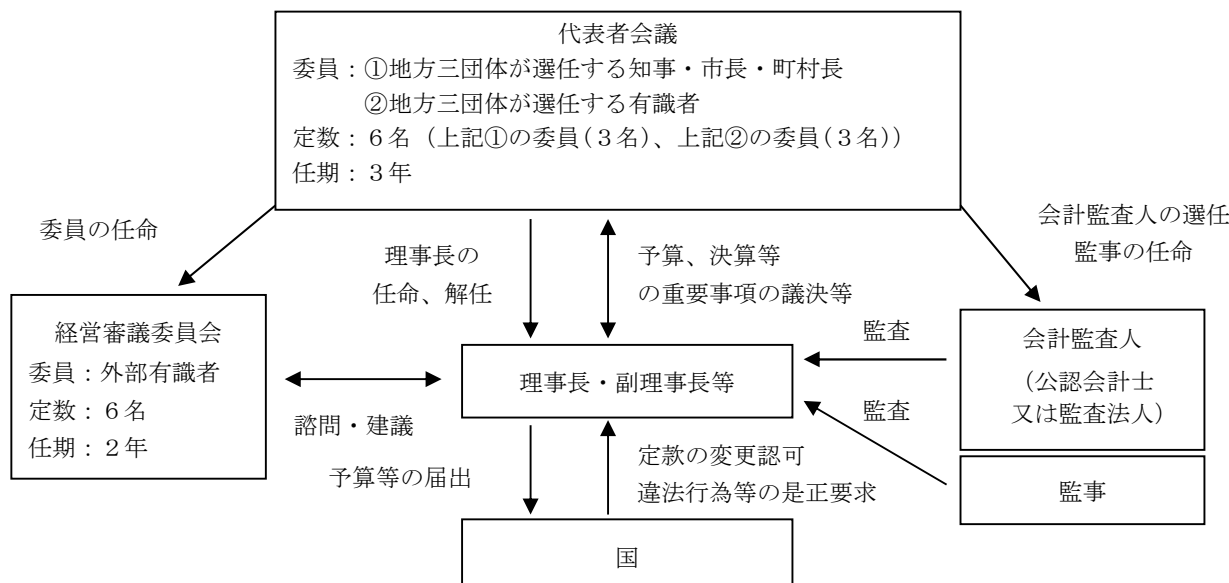 代表者会議
委員：①地方三団体が選任する知事・市長・町村長
②地方三団体が選任する有識者
定数：６名（上記①の委員(３名)、上記②の委員(３名)）
任期：３年
委員の任命
理事長の
任命、解任
予算、決算等
の重要事項の議決等
会計監査人の選任
監事の任命
経営審議委員会
委員：外部有識者
定数：６名
任期：２年
諮問・建議
理事長・副理事長等
監査
監査
会計監査人
（公認会計士
又は監査法人）
監事
予算等の届出
定款の変更認可
違法行為等の是正要求
国